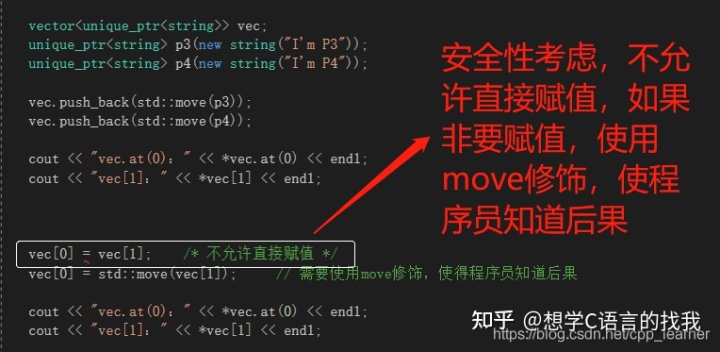 vector<unique_ptr<string>> vec;
unique_ptr<string> p3(new string("I'm P3"));
unique_ptr<string> p4(new string("I'm P4"));
vec.push_back(std::move(p3));
vec.push_back(std::move(p4));
cout << "vec.at(0)：" << *vec.at(0) << endl;
cout << "vec[1]：" << *vec[1] << endl;
vec[0] = vec[1]; /* 不允许直接赋值 */
vec[0] = std::move(vec[1]); // 需要使用move修饰，使得程序员知道后果
cout << "vec.at(0)：" << *vec.at(0) << endl;
cout << "vec[1]：" << *vec[1] << endl;
安全性考虑，不允
许直接赋值，如果
非要赋值，使用
move修饰，使程
序员知道后果
知乎 @想学C语言的找我
https://blog.csdn.net/cpp_learner